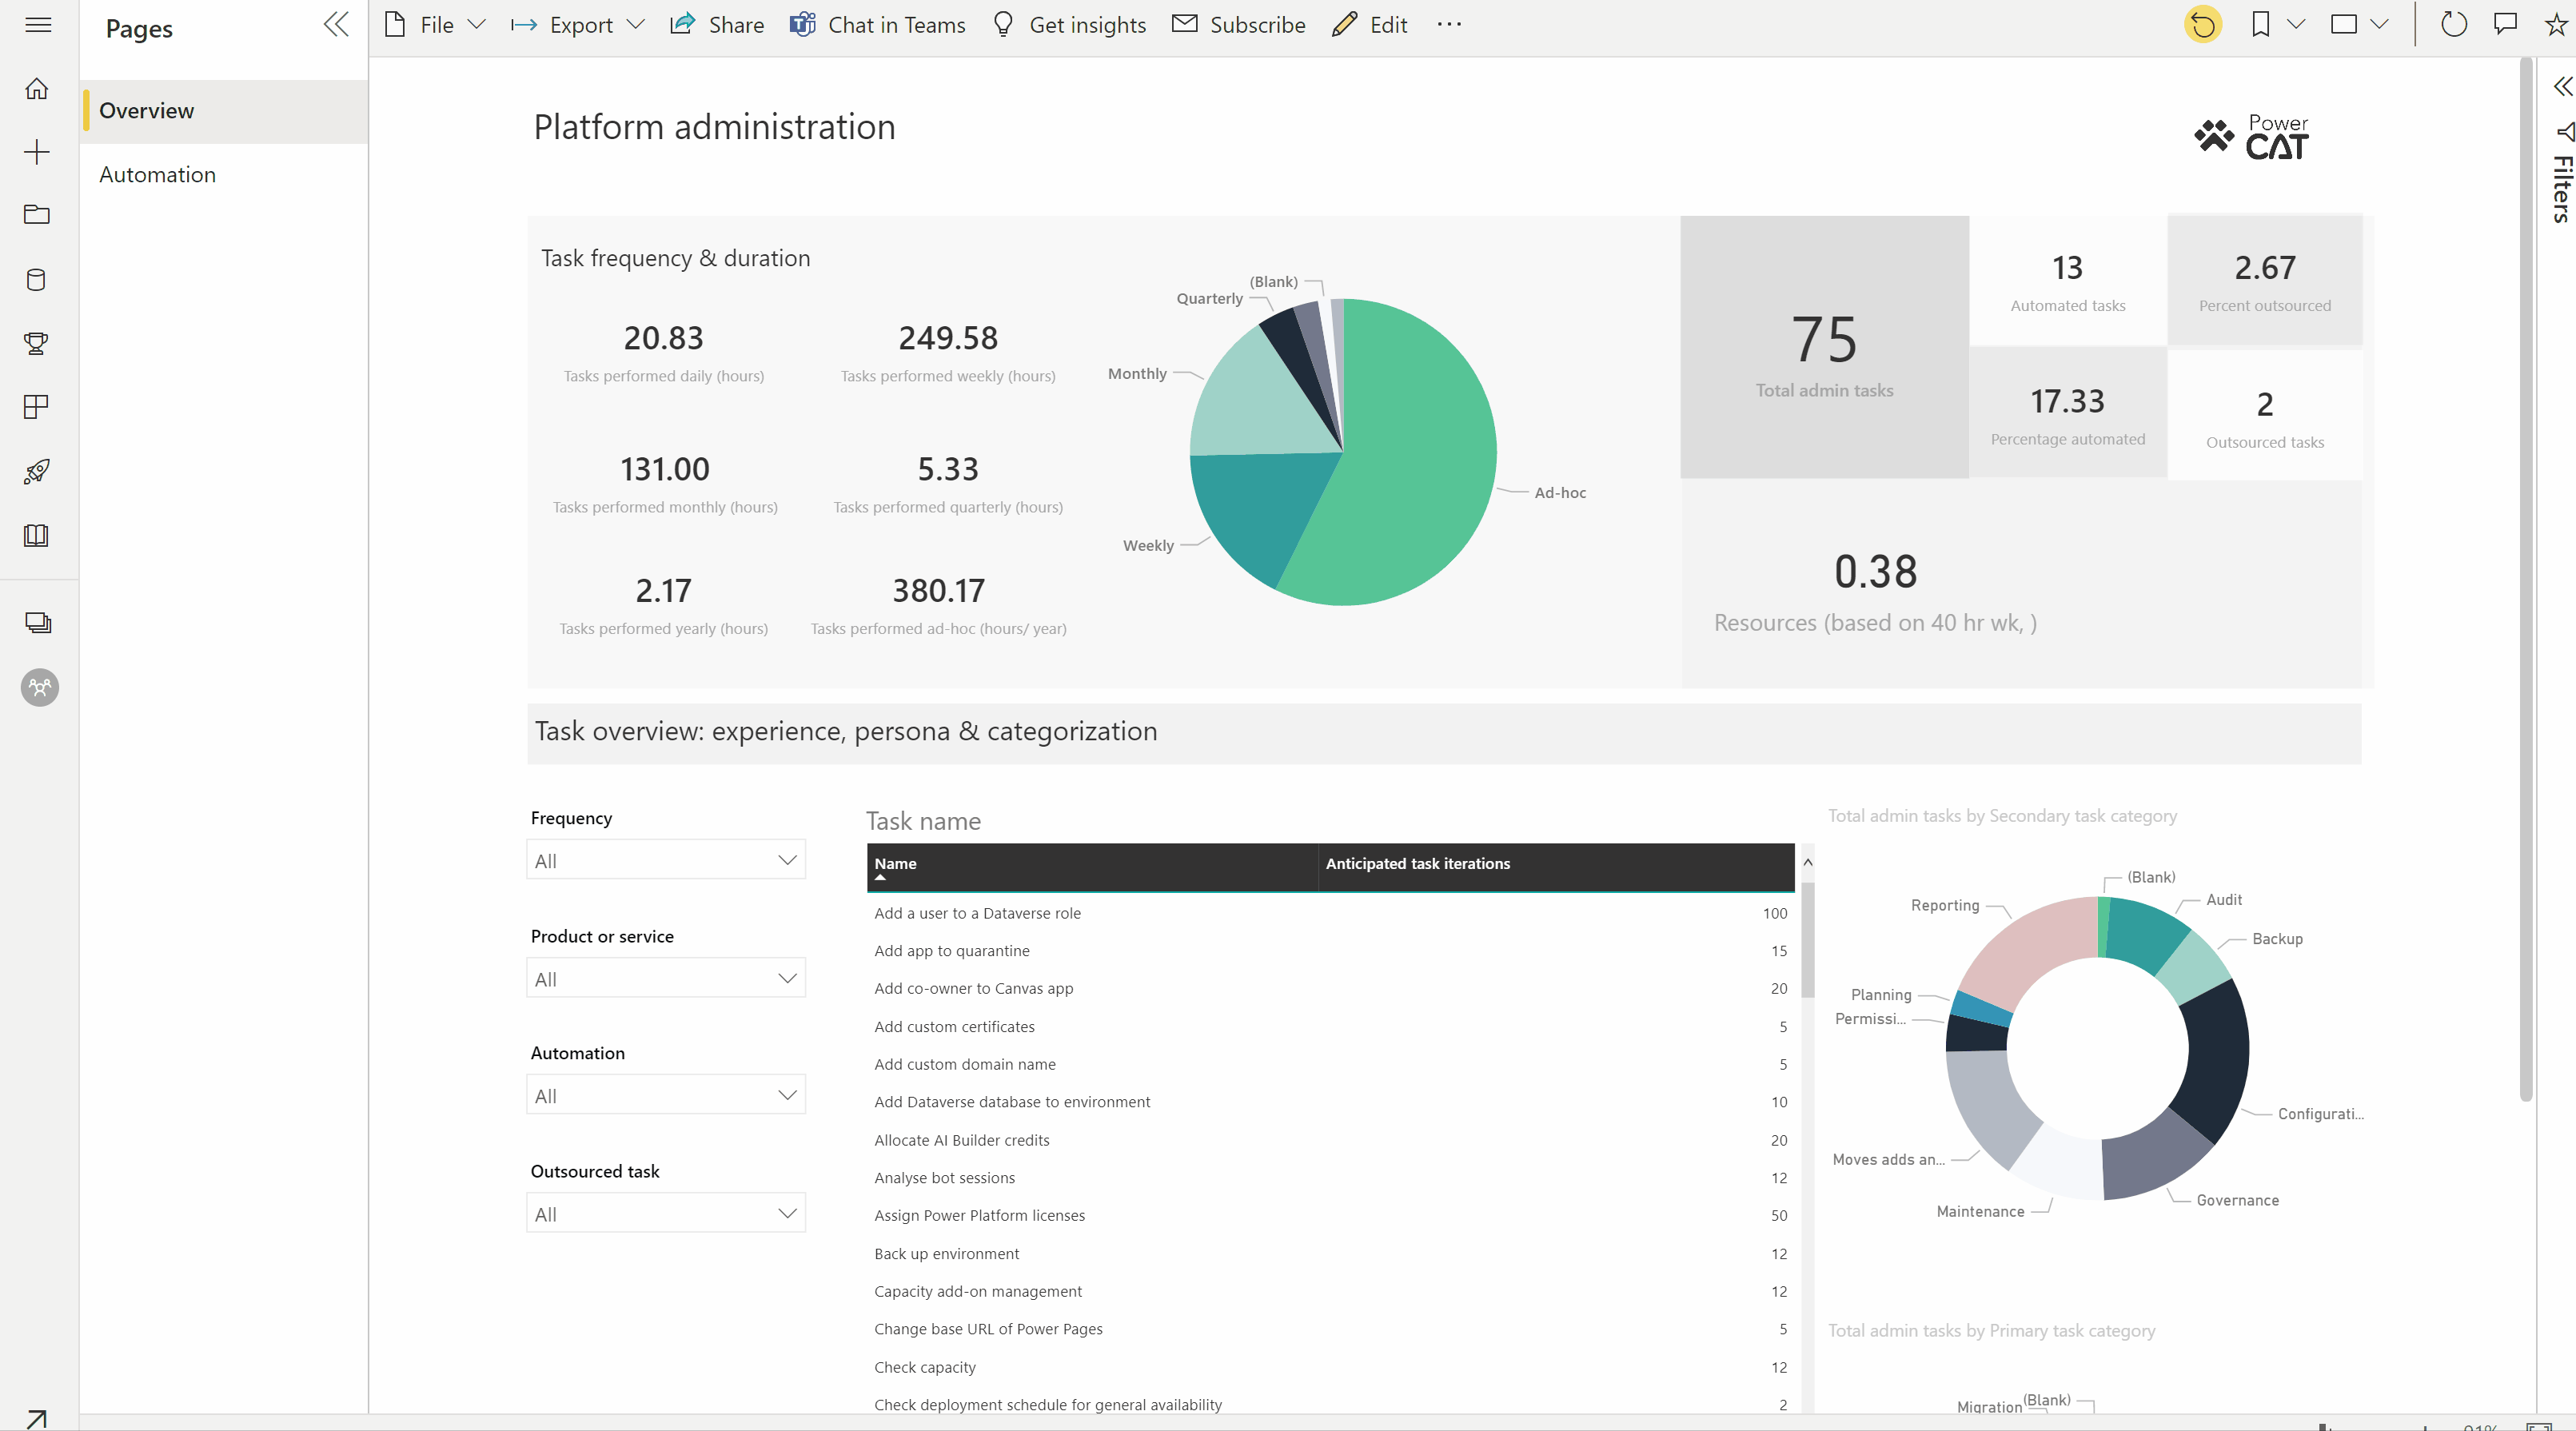 Pages
File
Export
Share
Chat in Teams
Get insights
Subscribe
Edit
Overview
Automation
Filters
Platform administration
Power
CAT
Task frequency & duration
20.83
Tasks performed daily (hours)
249.58
Tasks performed weekly (hours)
131.00
Tasks performed monthly (hours)
5.33
Tasks performed quarterly (hours)
2.17
Tasks performed yearly (hours)
380.17
Tasks performed ad-hoc (hours/ year)
(Blank)
Quarterly
Monthly
Weekly
Ad-hoc
75
Total admin tasks
13
Automated tasks
2.67
Percent outsourced
17.33
Percentage automated
2
Outsourced tasks
0.38
Resources (based on 40 hr wk, )
Task overview: experience, persona & categorization
Frequency
All
Product or service
All
Automation
All
Outsourced task
All
Task name
Name Anticipated task iterations
Add a user to a Dataverse role 100
Add app to quarantine 15
Add co-owner to Canvas app 20
Add custom certificates 5
Add custom domain name 5
Add Dataverse database to environment 10
Allocate AI Builder credits 20
Analyse bot sessions 12
Assign Power Platform licenses 50
Back up environment 12
Capacity add-on management 12
Change base URL of Power Pages 5
Check capacity 12
Check deployment schedule for general availability 2
Total admin tasks by Secondary task category
(Blank)
Audit
Backup
Configurati...
Governance
Maintenance
Moves adds an...
Permissi...
Planning
Reporting
Total admin tasks by Primary task category
(Blank)
Migration